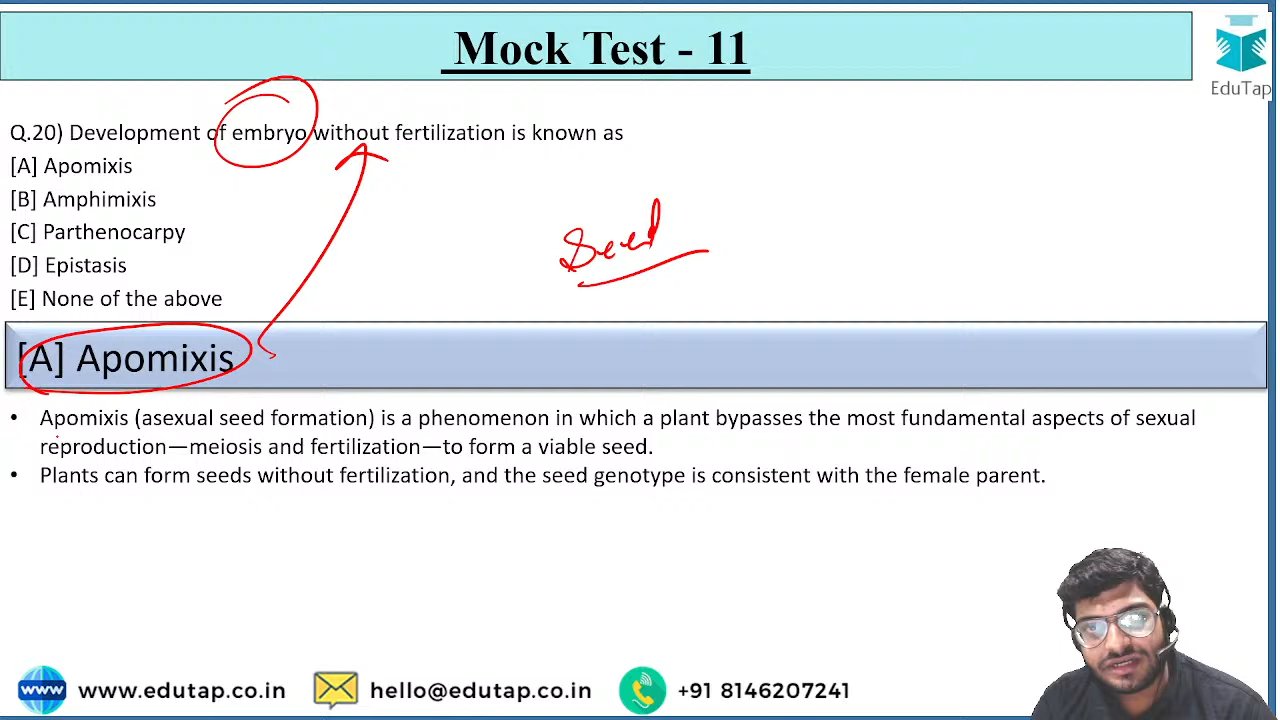 Mock Test - 11
EduTap
Q.20) Development of embryo without fertilization is known as
[A] Apomixis
[B] Amphimixis
[C] Parthenocarpy
[D] Epistasis
[E] None of the above
Seed
[A] Apomixis
• Apomixis (asexual seed formation) is a phenomenon in which a plant bypasses the most fundamental aspects of sexual
reproduction—meiosis and fertilization—to form a viable seed.
• Plants can form seeds without fertilization, and the seed genotype is consistent with the female parent.
www www.edutap.co.in hello@edutap.co.in +91 8146207241